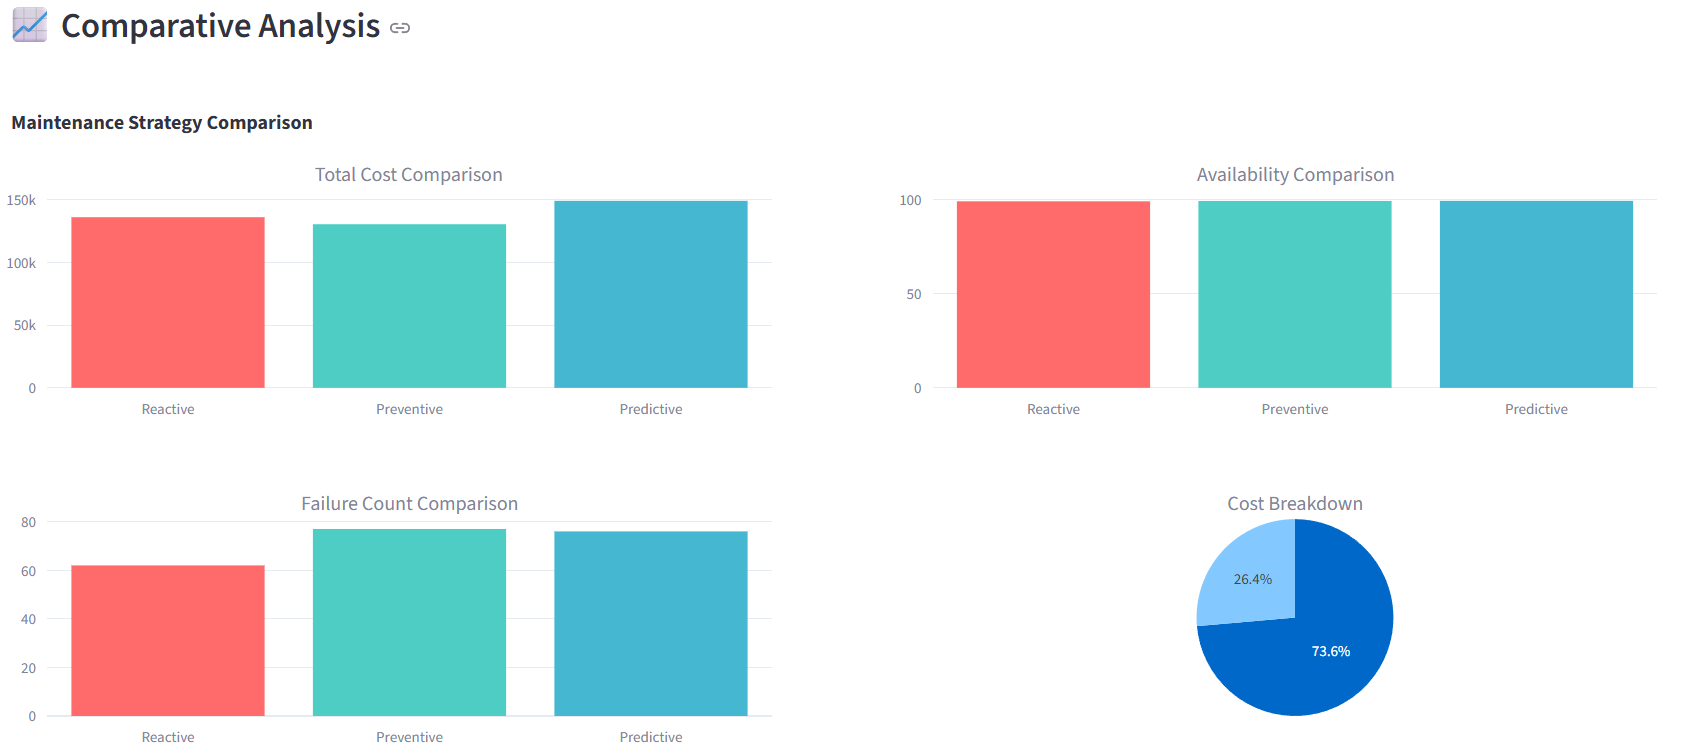 Comparative Analysis
Maintenance Strategy Comparison
Total Cost Comparison
150k
100k
50k
0
Reactive Preventive Predictive
Availability Comparison
100
50
0
Reactive Preventive Predictive
Failure Count Comparison
80
60
40
20
0
Reactive Preventive Predictive
Cost Breakdown
26.4%
73.6%